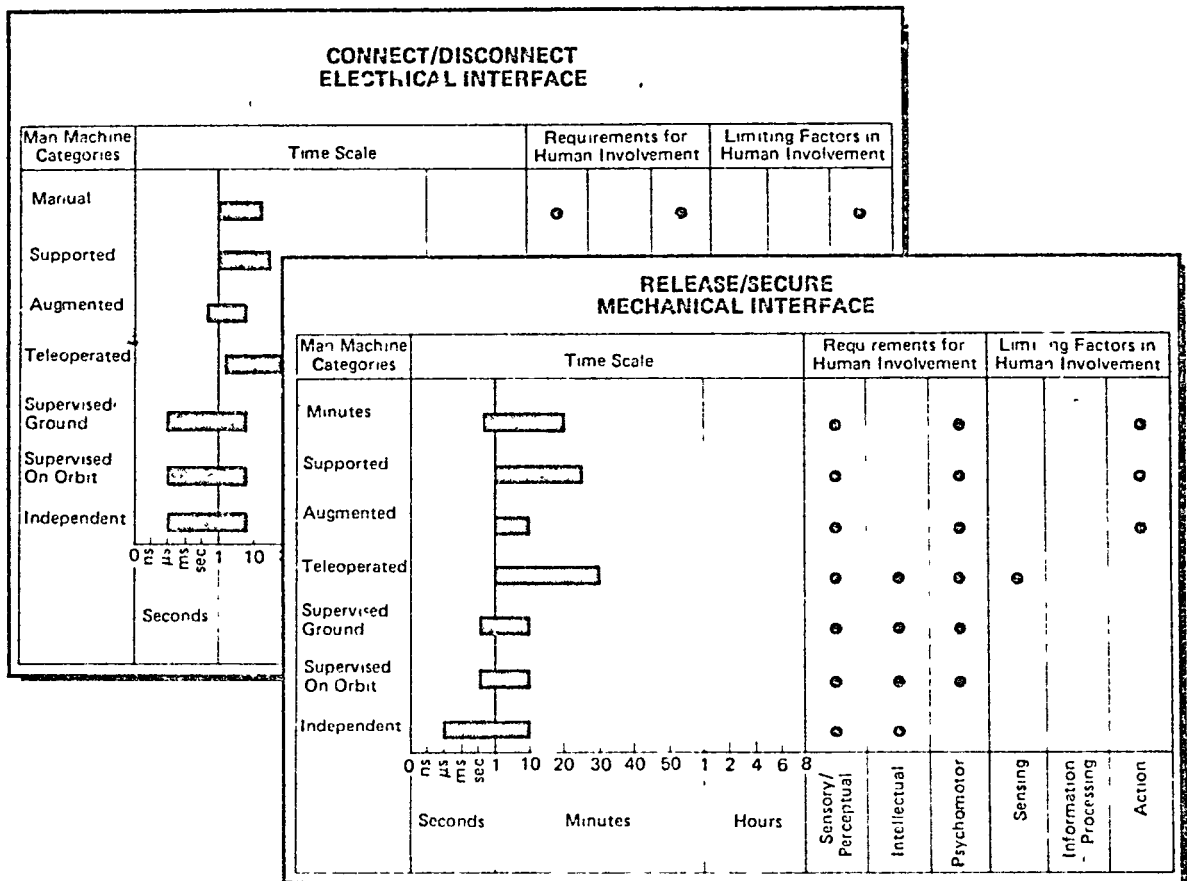 CONNECT/DISCONNECT
ELECTRICAL INTERFACE
Man Machine
Categories
Time Scale
Requirements for
Human Involvement
Limiting Factors in
Human Involvement
Manual
Supported
Augmented
Teleoperated
Supervised
Ground
Supervised
On Orbit
Independent
0 ns μs ms sec 1 10
Seconds
RELEASE/SECURE
MECHANICAL INTERFACE
Man Machine
Categories
Time Scale
Requirements for
Human Involvement
Limiting Factors in
Human Involvement
Minutes
Supported
Augmented
Teleoperated
Supervised
Ground
Supervised
On Orbit
Independent
0 ns μs ms sec 1 10 20 30 40 50 1 2 4 6 8
Seconds
Minutes
Hours
Sensory/
Perceptual
Intellectual
Psychomotor
Sensing
Information
- Processing
Action